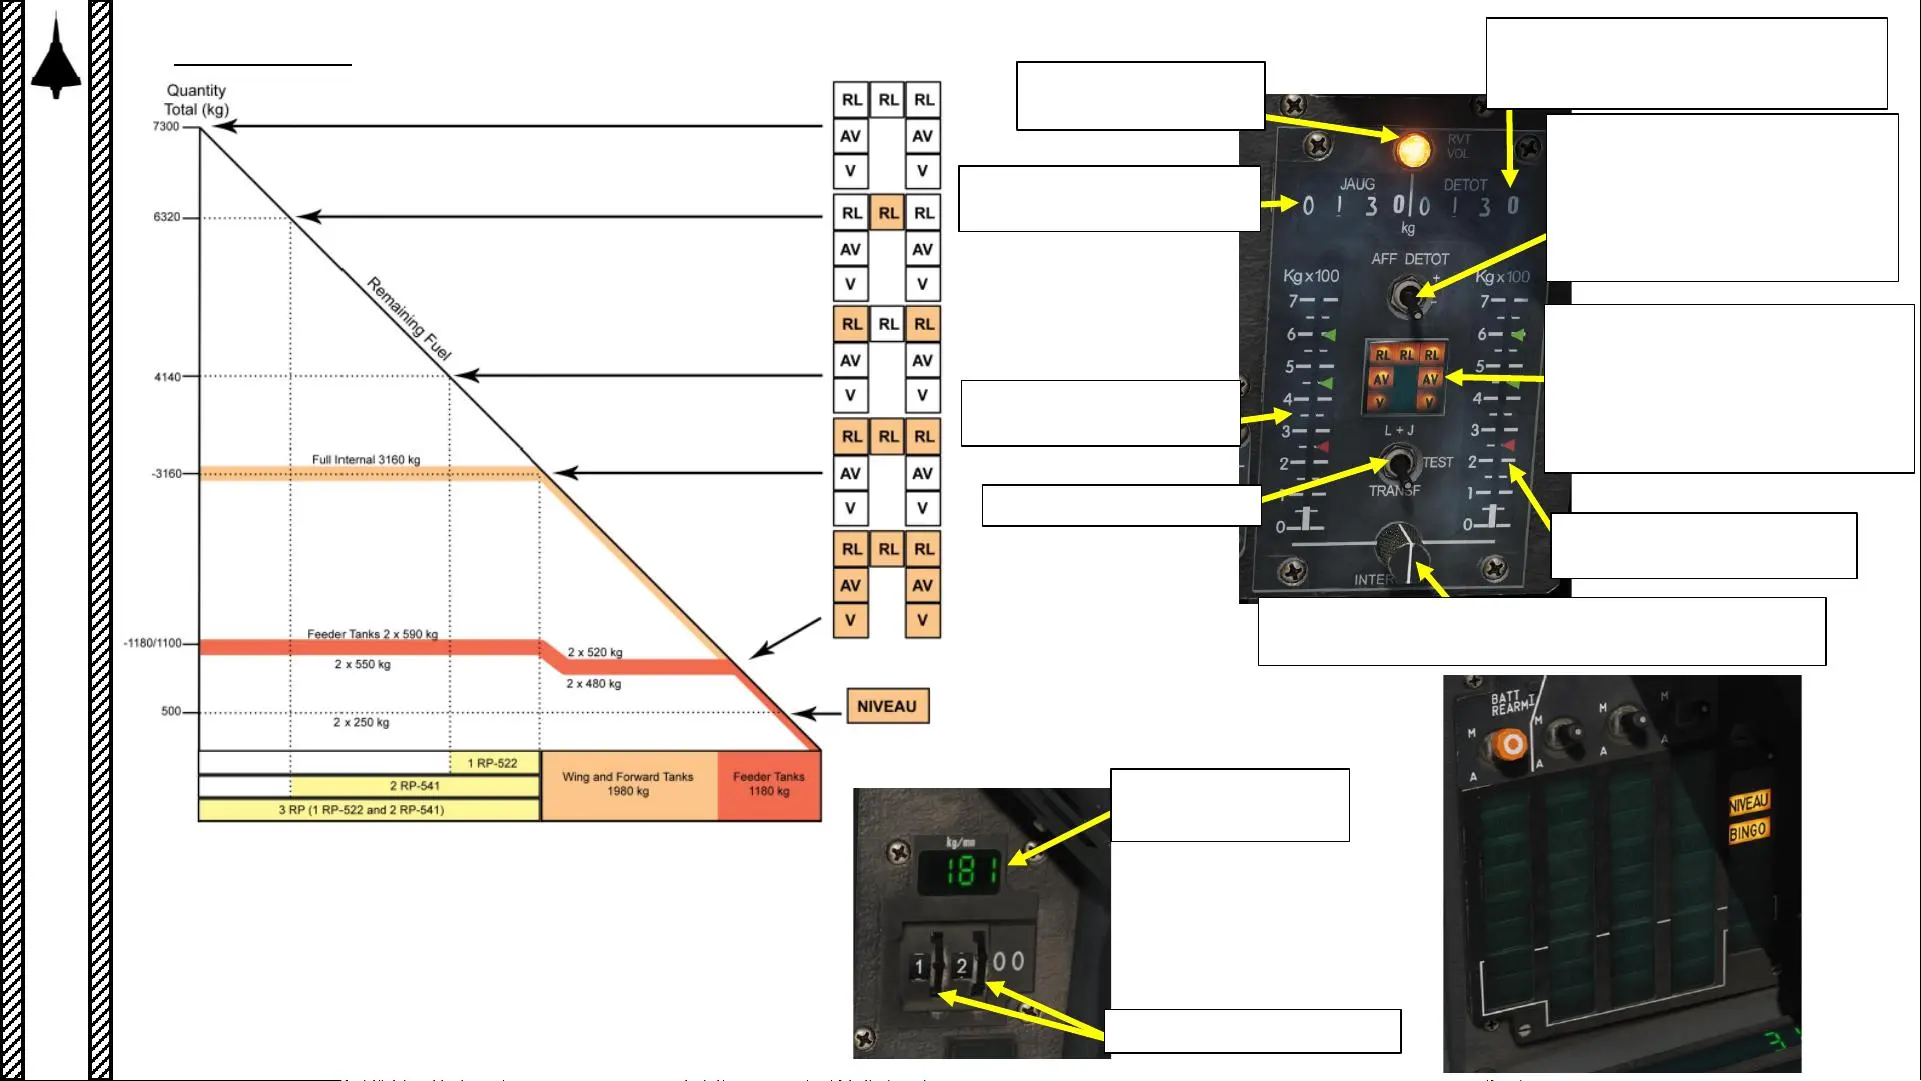 Quantity
Total (kg)
7300
6320
4140
-3160
-1180/1100
500
Remaining Fuel
Full Internal 3160 kg
Feeder Tanks 2 x 590 kg
2 x 550 kg
2 x 520 kg
2 x 480 kg
2 x 250 kg
1 RP-522
2 RP-541
3 RP (1 RP-522 and 2 RP-541)
Wing and Forward Tanks
1980 kg
Feeder Tanks
1180 kg
RL RL RL
AV AV
V V
RL RL RL
AV AV
V V
RL RL RL
AV AV
V V
RL RL RL
AV AV
V V
RL RL RL
AV AV
V V
NIVEAU
RVT
VOL
JAUG DETOT
0 1 3 0 0 1 3 0
kg
AFF DETOT
+
-
Kg x 100 Kg x 100
7 7
6 6
5 5
4 4
3 3
2 2
1 1
0 0
RL RL RL
AV AV
V V
L + J
TEST
TRANSF
kg/mn
181
1 2 00
BATT
REARM
M M M M
A A A A
NIVEAU
BINGO